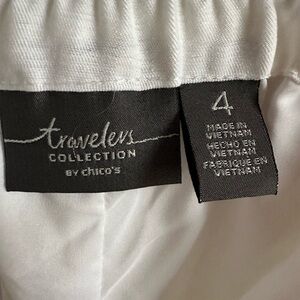 travelers
COLLECTION
BY chico's
4
MADE IN
VIETNAM
HECHO EN
VIETNAM
FABRIQUE EN
VIETNAM